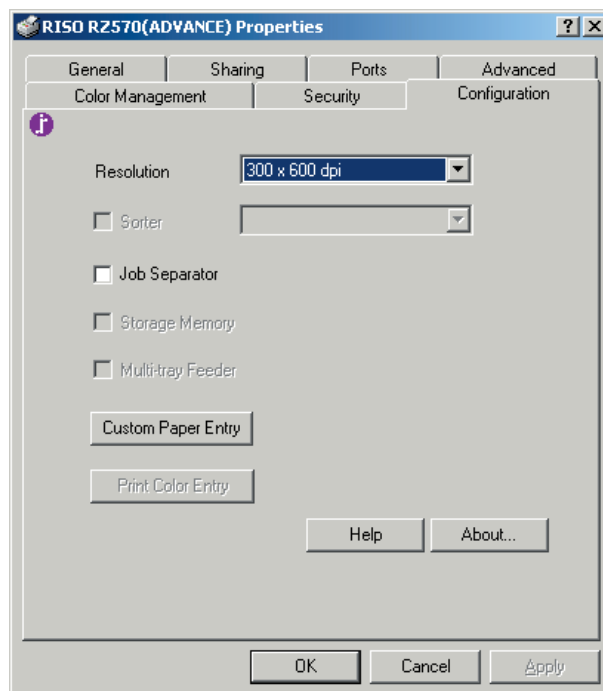 RISO RZ570(ADVANCE) Properties ? X
General Sharing Ports Advanced
Color Management Security Configuration
Resolution 300 x 600 dpi
Sorter
Job Separator
Storage Memory
Multi-tray Feeder
Custom Paper Entry
Print Color Entry
Help About...
OK Cancel Apply